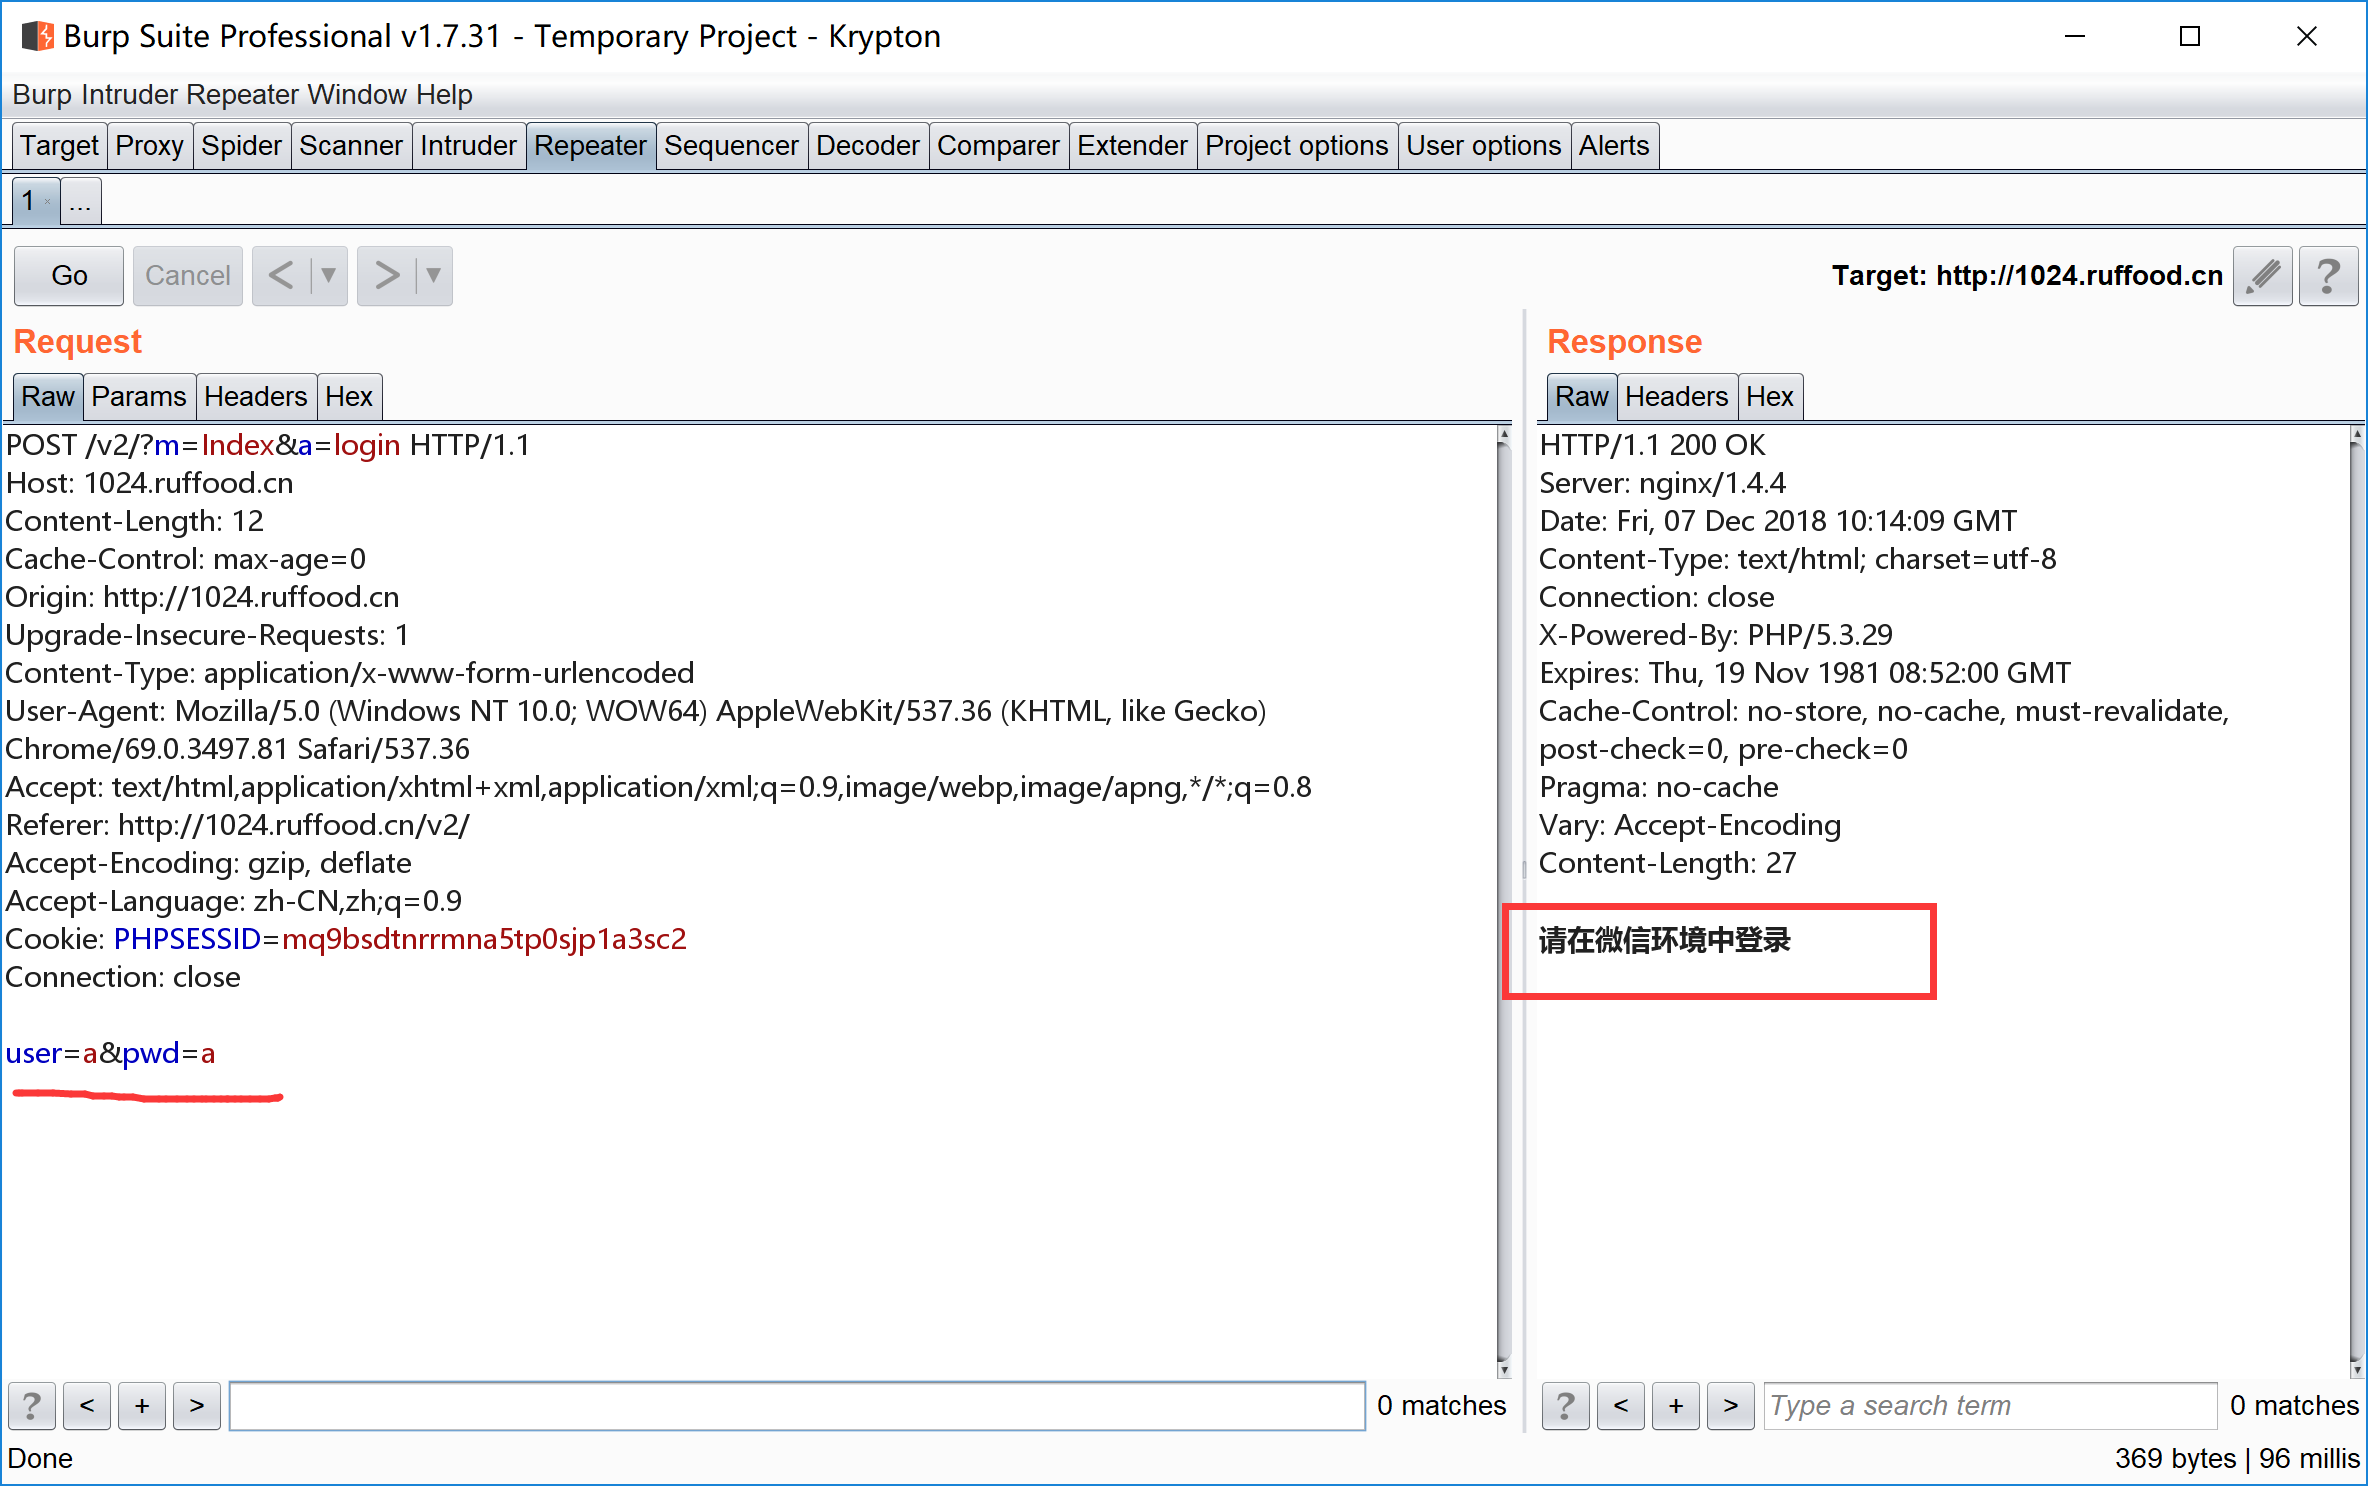 Burp Suite Professional v1.7.31 - Temporary Project - Krypton
Burp Intruder Repeater Window Help
Target Proxy Spider Scanner Intruder Repeater Sequencer Decoder Comparer Extender Project options User options Alerts
1 × ...
Go Cancel < ▼ > ▼ Target: http://1024.ruffood.cn ?
Request
Raw Params Headers Hex
POST /v2/?m=Index&a=login HTTP/1.1
Host: 1024.ruffood.cn
Content-Length: 12
Cache-Control: max-age=0
Origin: http://1024.ruffood.cn
Upgrade-Insecure-Requests: 1
Content-Type: application/x-www-form-urlencoded
User-Agent: Mozilla/5.0 (Windows NT 10.0; WOW64) AppleWebKit/537.36 (KHTML, like Gecko)
Chrome/69.0.3497.81 Safari/537.36
Accept: text/html,application/xhtml+xml,application/xml;q=0.9,image/webp,image/apng,*/*;q=0.8
Referer: http://1024.ruffood.cn/v2/
Accept-Encoding: gzip, deflate
Accept-Language: zh-CN,zh;q=0.9
Cookie: PHPSESSID=mq9bsdtnrrmna5tp0sjp1a3sc2
Connection: close
user=a&pwd=a
? < + > 0 matches
Response
Raw Headers Hex
HTTP/1.1 200 OK
Server: nginx/1.4.4
Date: Fri, 07 Dec 2018 10:14:09 GMT
Content-Type: text/html; charset=utf-8
Connection: close
X-Powered-By: PHP/5.3.29
Expires: Thu, 19 Nov 1981 08:52:00 GMT
Cache-Control: no-store, no-cache, must-revalidate,
post-check=0, pre-check=0
Pragma: no-cache
Vary: Accept-Encoding
Content-Length: 27
请在微信环境中登录
? < + > Type a search term 0 matches
Done 369 bytes | 96 millis